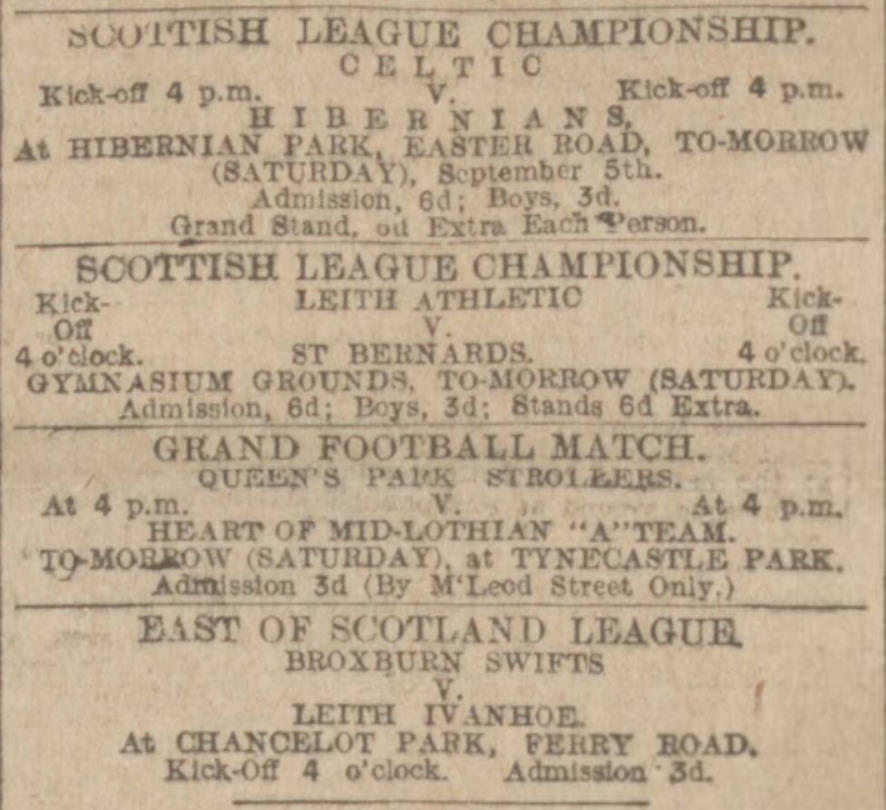 SCOTTISH LEAGUE CHAMPIONSHIP.
CELTIC
Kick-off 4 p.m. V. Kick-off 4 p.m.
HIBERNIANS,
At HIBERNIAN PARK, EASTER ROAD, TO-MORROW
(SATURDAY), September 5th.
Admission, 6d; Boys, 3d.
Grand Stand, Extra Each Person.
SCOTTISH LEAGUE CHAMPIONSHIP.
Kick- LEITH ATHLETIC Kick-
Off V. Off
4 o'clock. ST BERNARDS. 4 o'clock.
GYMNASIUM GROUNDS, TO-MORROW (SATURDAY).
Admission, 6d; Boys, 3d; Stands 6d Extra.
GRAND FOOTBALL MATCH.
QUEEN'S PARK STROLLERS.
At 4 p.m. V. At 4 p.m.
HEART OF MID-LOTHIAN "A" TEAM.
TO-MORROW (SATURDAY), at TYNECASTLE PARK.
Admission 3d (By M'Leod Street Only.)
EAST OF SCOTLAND LEAGUE.
BROXBURN SWIFTS
V.
LEITH IVANHOE.
At CHANCELOT PARK, FERRY ROAD.
Kick-Off 4 o'clock. Admission 3d.